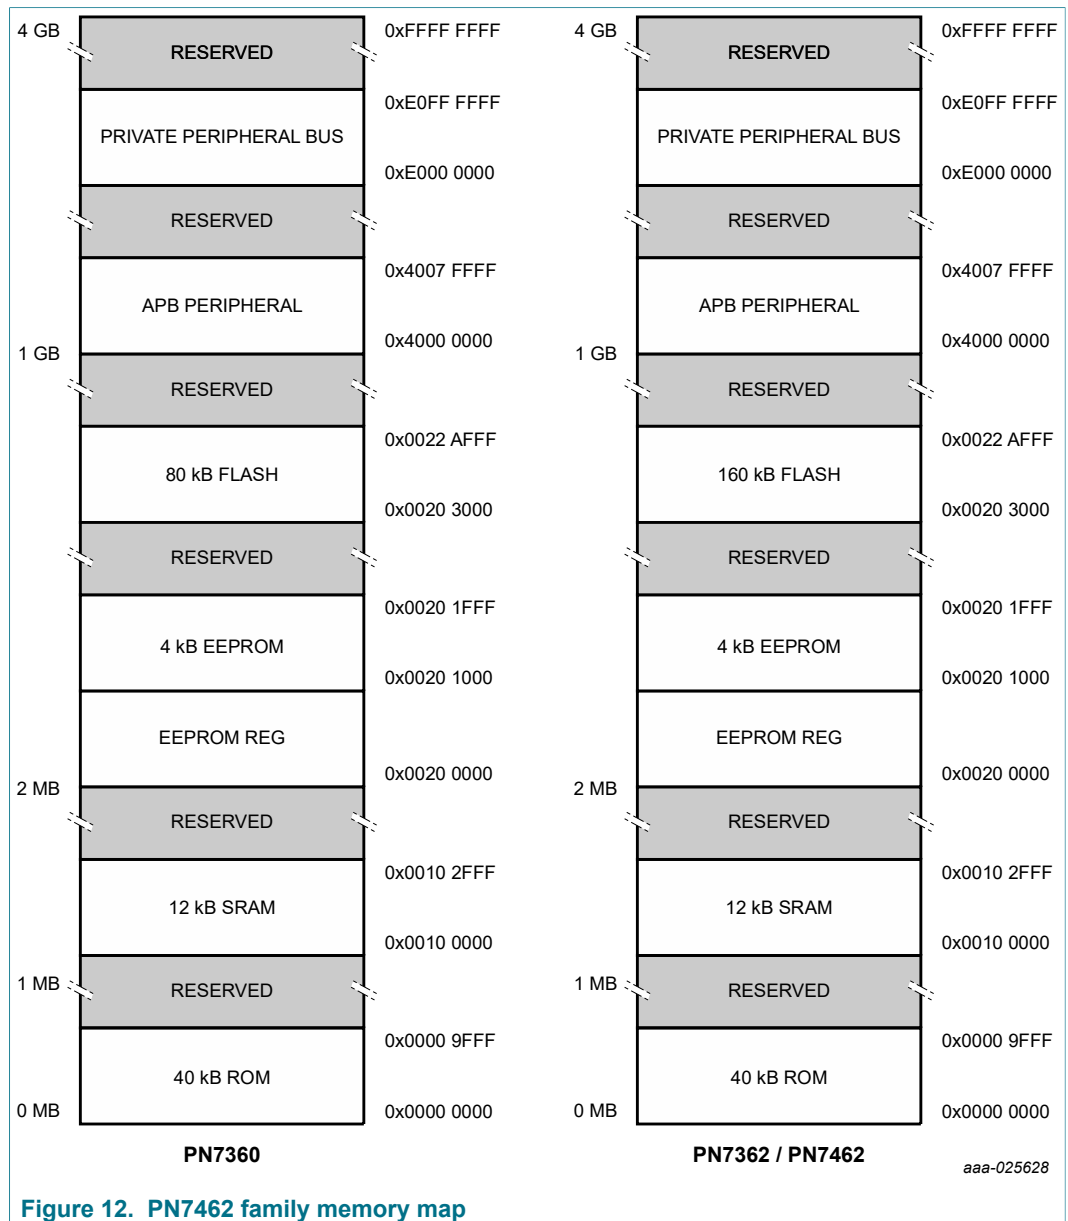 4 GB
RESERVED
0xFFFF FFFF
0xE0FF FFFF
PRIVATE PERIPHERAL BUS
0xE000 0000
RESERVED
0x4007 FFFF
APB PERIPHERAL
0x4000 0000
1 GB
RESERVED
0x0022 AFFF
80 kB FLASH
0x0020 3000
RESERVED
0x0020 1FFF
4 kB EEPROM
0x0020 1000
EEPROM REG
0x0020 0000
2 MB
RESERVED
0x0010 2FFF
12 kB SRAM
0x0010 0000
1 MB
RESERVED
0x0000 9FFF
40 kB ROM
0 MB
0x0000 0000
PN7360
4 GB
RESERVED
0xFFFF FFFF
0xE0FF FFFF
PRIVATE PERIPHERAL BUS
0xE000 0000
RESERVED
0x4007 FFFF
APB PERIPHERAL
0x4000 0000
1 GB
RESERVED
0x0022 AFFF
160 kB FLASH
0x0020 3000
RESERVED
0x0020 1FFF
4 kB EEPROM
0x0020 1000
EEPROM REG
0x0020 0000
2 MB
RESERVED
0x0010 2FFF
12 kB SRAM
0x0010 0000
1 MB
RESERVED
0x0000 9FFF
40 kB ROM
0 MB
0x0000 0000
PN7362 / PN7462
aaa-025628
Figure 12. PN7462 family memory map